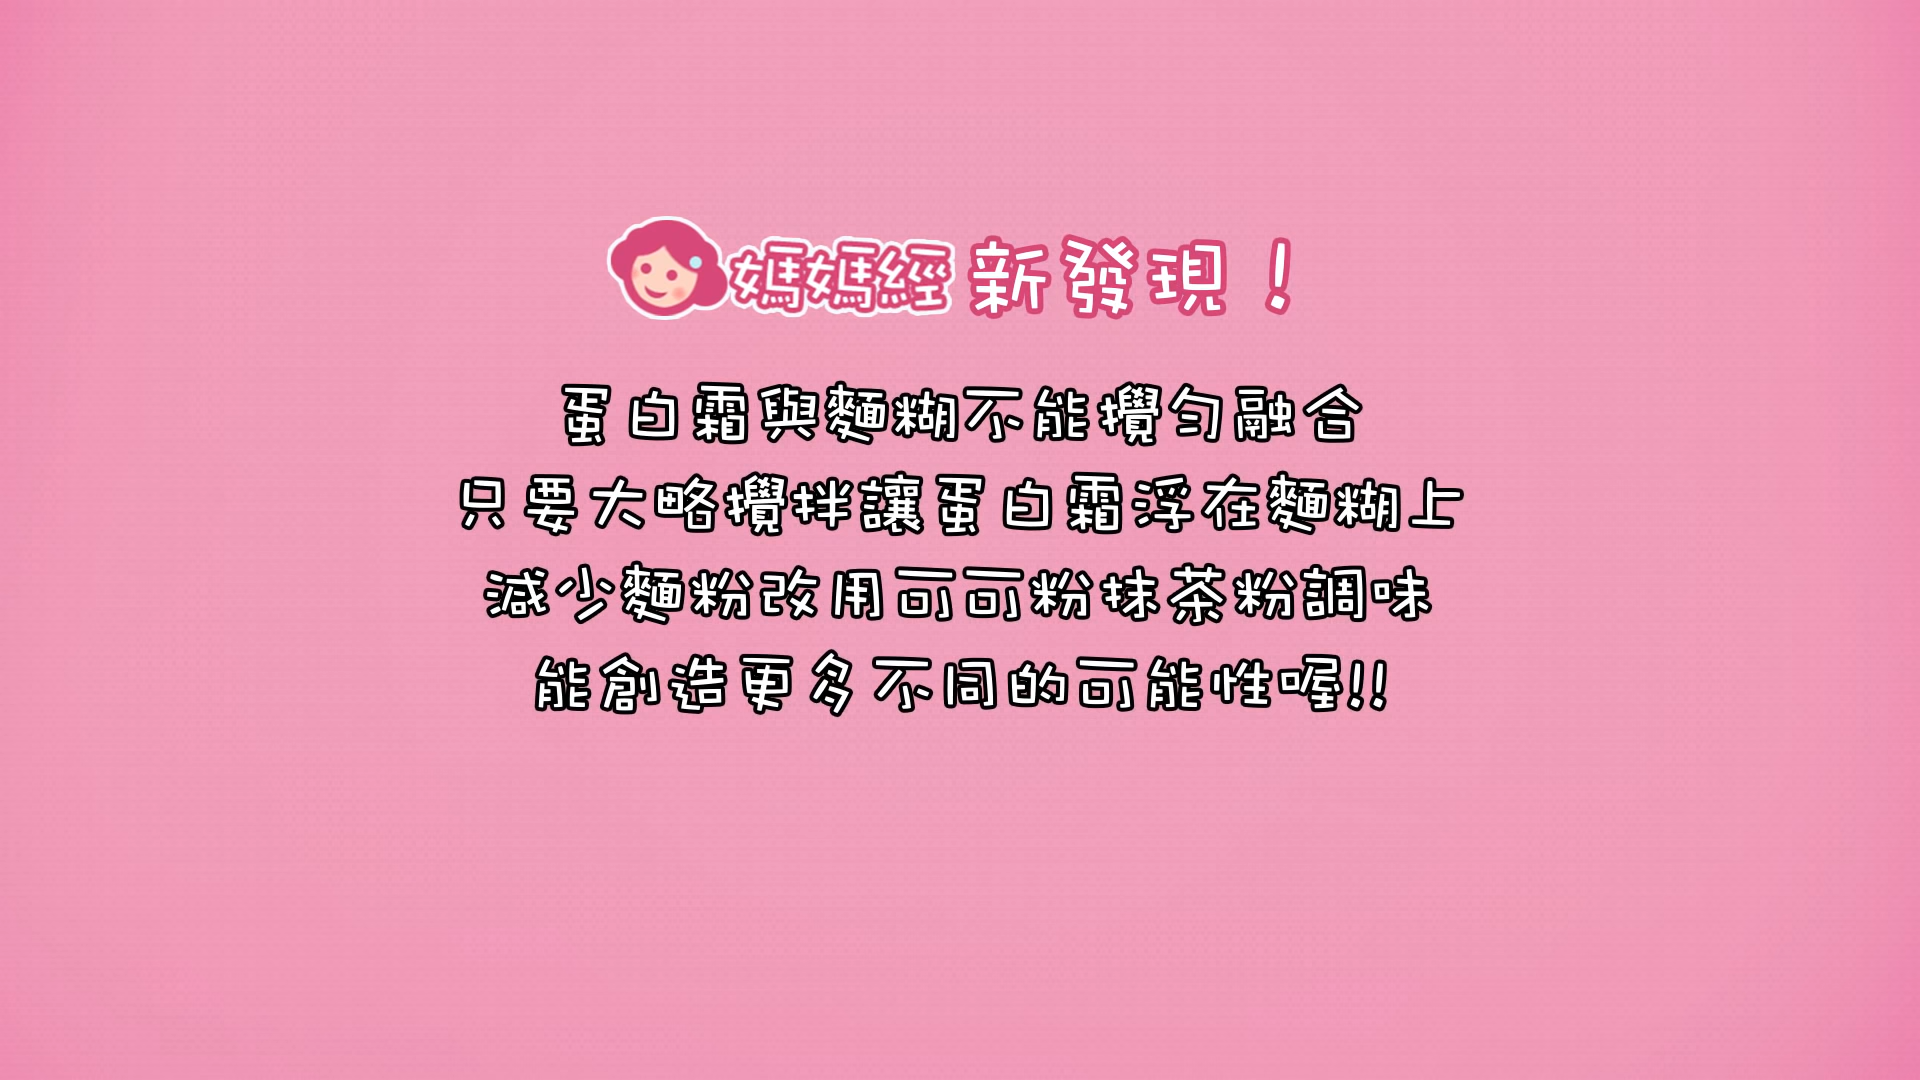 媽媽經 新發現！
蛋白霜與麵糊不能攪勻融合
只要大略攪拌讓蛋白霜浮在麵糊上
減少麵粉改用可可粉抹茶粉調味
能創造更多不同的可能性喔!!